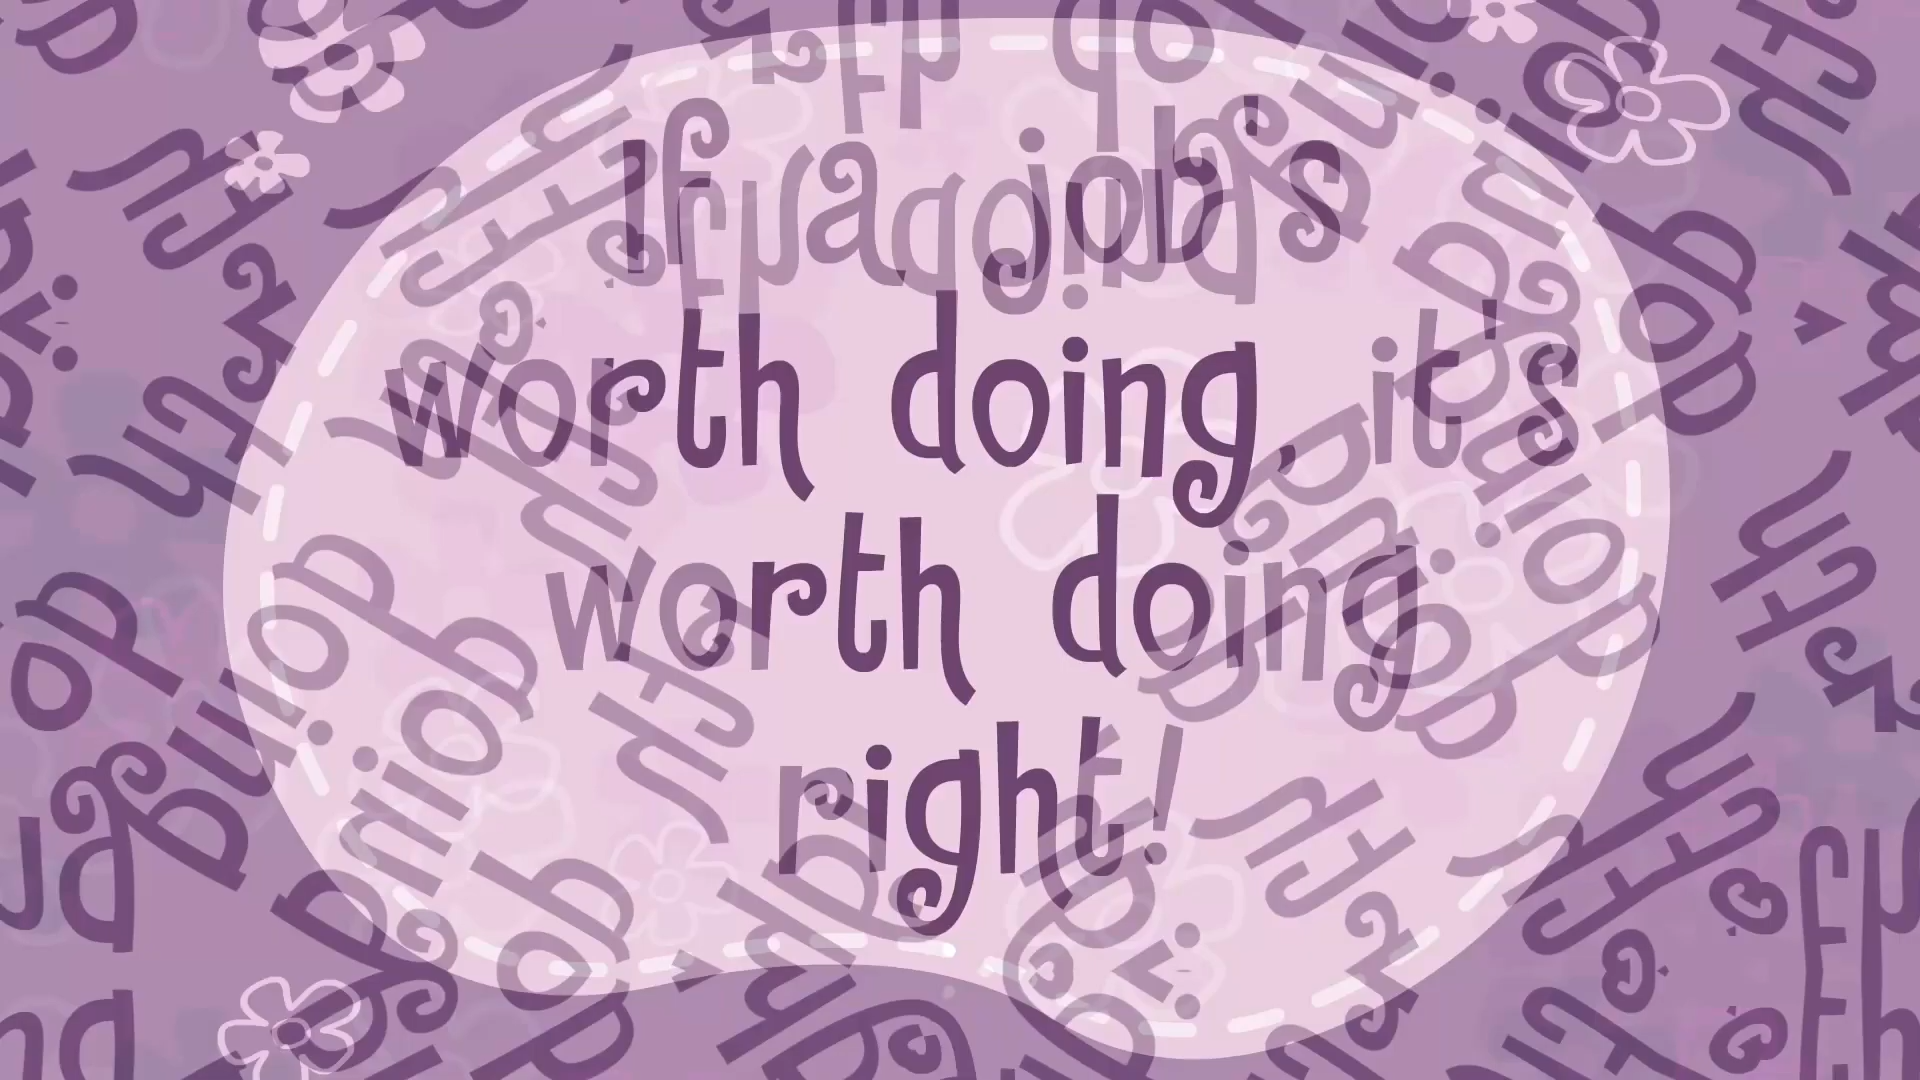 If a job's
worth doing, it's
worth doing
right!